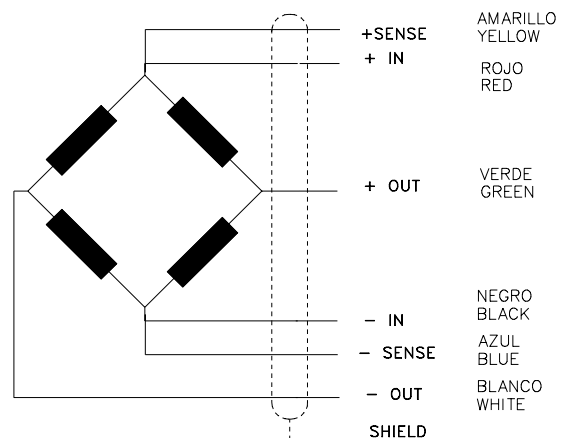 +SENSE
AMARILLO
YELLOW
+ IN
ROJO
RED
+ OUT
VERDE
GREEN
- IN
NEGRO
BLACK
- SENSE
AZUL
BLUE
- OUT
BLANCO
WHITE
SHIELD